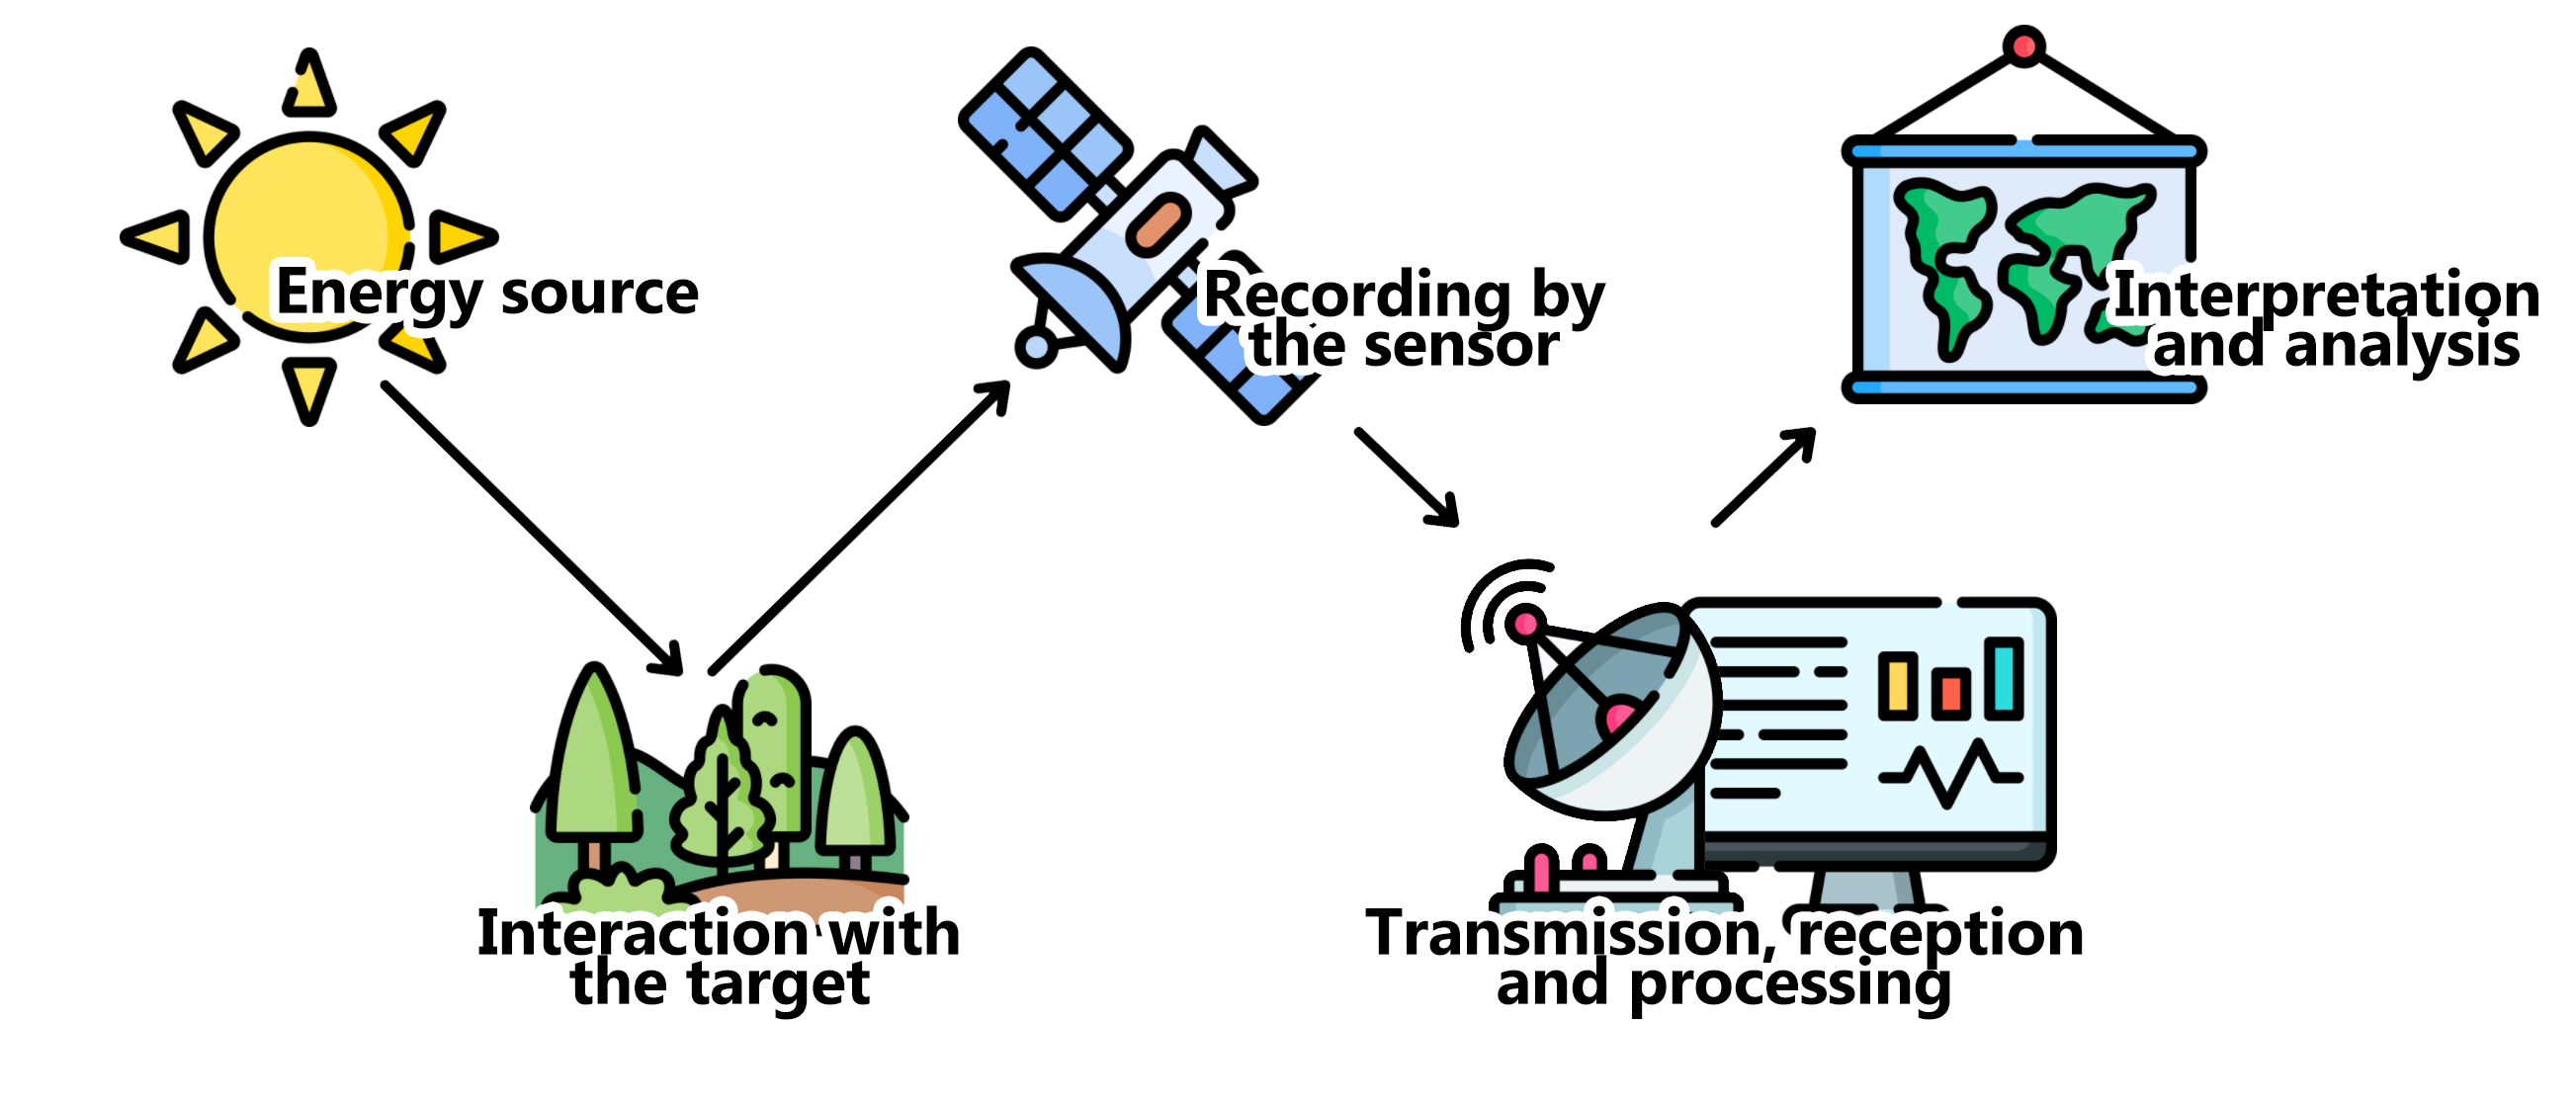 Energy source
Recording by
the sensor
Interpretation
and analysis
Interaction with
the target
Transmission, reception
and processing